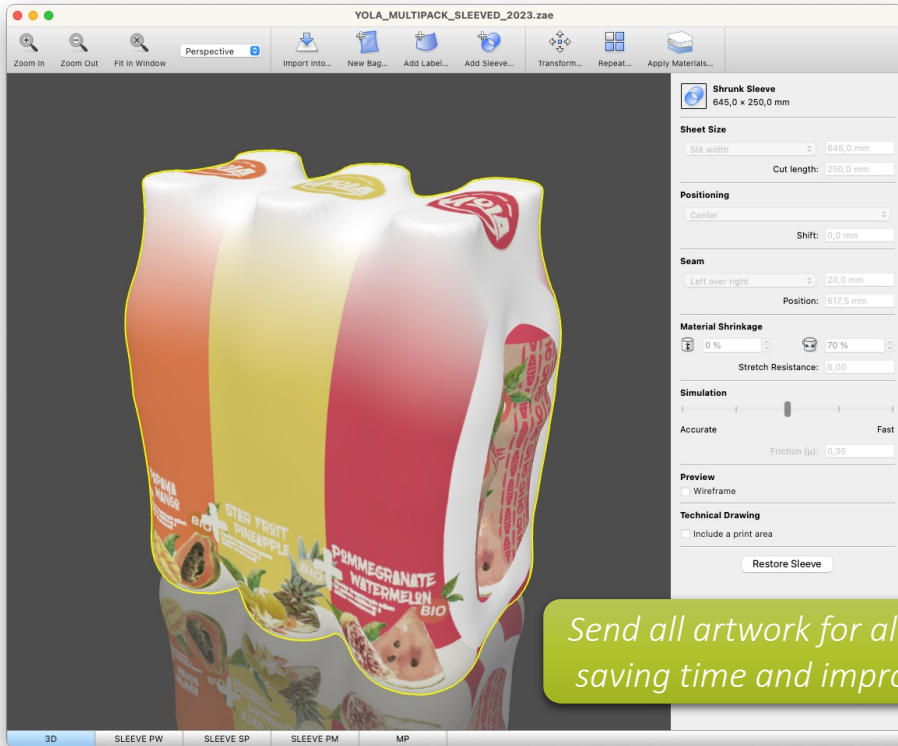 YOLA_MULTIPACK_SLEEVED_2023.zae
Zoom In
Zoom Out
Fit in Window
Perspective
Import Into...
New Bag...
Add Label...
Add Sleeve...
Transform...
Repeat...
Apply Materials...
Shrunk Sleeve
645,0 × 250,0 mm
Sheet Size
Slit width 645,0 mm
Cut length: 250,0 mm
Positioning
Center
Shift: 0,0 mm
Seam
Left over right 20,0 mm
Position: 617,5 mm
Material Shrinkage
0 % 70 %
Stretch Resistance: 6,00
Simulation
Accurate Fast
Friction (µ): 0,35
Preview
Wireframe
Technical Drawing
Include a print area
Restore Sleeve
YOLA
YOLA
YOLA
MANGO
BIO
STAR FRUIT
PINEAPPLE
BIO
POMMEGRANATE
WATERMELON
BIO
Send all artwork for
saving time and
3D
SLEEVE PW
SLEEVE SP
SLEEVE PM
MP